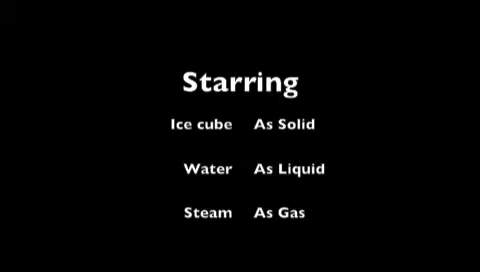 Starring
Ice cube As Solid
Water As Liquid
Steam As Gas